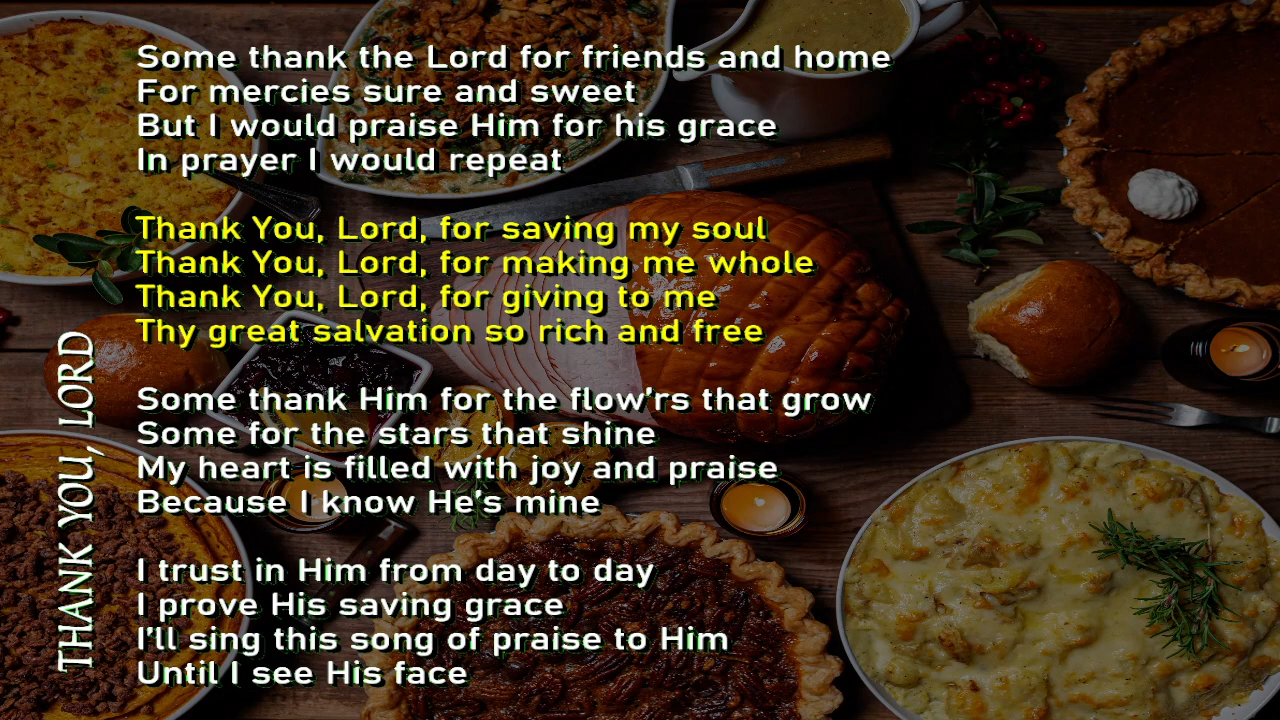 Some thank the Lord for friends and home
For mercies sure and sweet
But I would praise Him for his grace
In prayer I would repeat
Thank You, Lord, for saving my soul
Thank You, Lord, for making me whole
Thank You, Lord, for giving to me
Thy great salvation so rich and free
Some thank Him for the flow'rs that grow
Some for the stars that shine
My heart is filled with joy and praise
Because I know He's mine
I trust in Him from day to day
I prove His saving grace
I'll sing this song of praise to Him
Until I see His face
THANK YOU, LORD